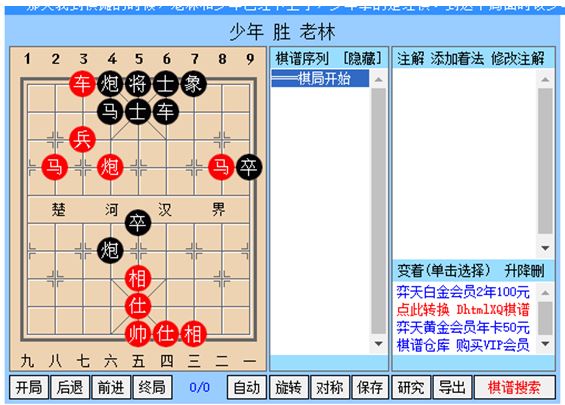 少年 胜 老林
1 2 3 4 5 6 7 8 9
车 炮 将 士 象
马 士 车
兵
马 炮 马 卒
楚 河 汉 界
卒
炮
相
仕
帅 仕 相
九 八 七 六 五 四 三 二 一
棋谱序列 [隐藏]
===棋局开始
注解 添加着法 修改注解
变着(单击选择) 升降删
弈天白金会员2年100元
点此转换 DhtmlXQ棋谱
弈天黄金会员年卡50元
棋谱仓库 购买VIP会员
开局 后退 前进 终局 0/0 自动 旋转 对称 保存 研究 导出 棋谱搜索